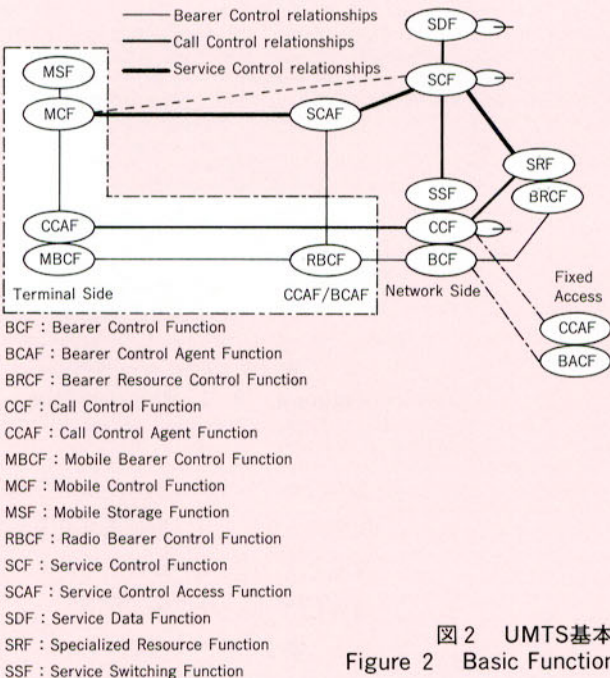 Bearer Control relationships
Call Control relationships
Service Control relationships
SDF
MSF
SCF
MCF
SCAF
SRF
BRCF
SSF
CCAF
CCF
MBCF
RBCF
BCF
Terminal Side
CCAF/BCAF
Network Side
Fixed
Access
CCAF
BACF
BCF : Bearer Control Function
BCAF : Bearer Control Agent Function
BRCF : Bearer Resource Control Function
CCF : Call Control Function
CCAF : Call Control Agent Function
MBCF : Mobile Bearer Control Function
MCF : Mobile Control Function
MSF : Mobile Storage Function
RBCF : Radio Bearer Control Function
SCF : Service Control Function
SCAF : Service Control Access Function
SDF : Service Data Function
SRF : Specialized Resource Function
SSF : Service Switching Function
図2 UMTS基本
Figure 2 Basic Function